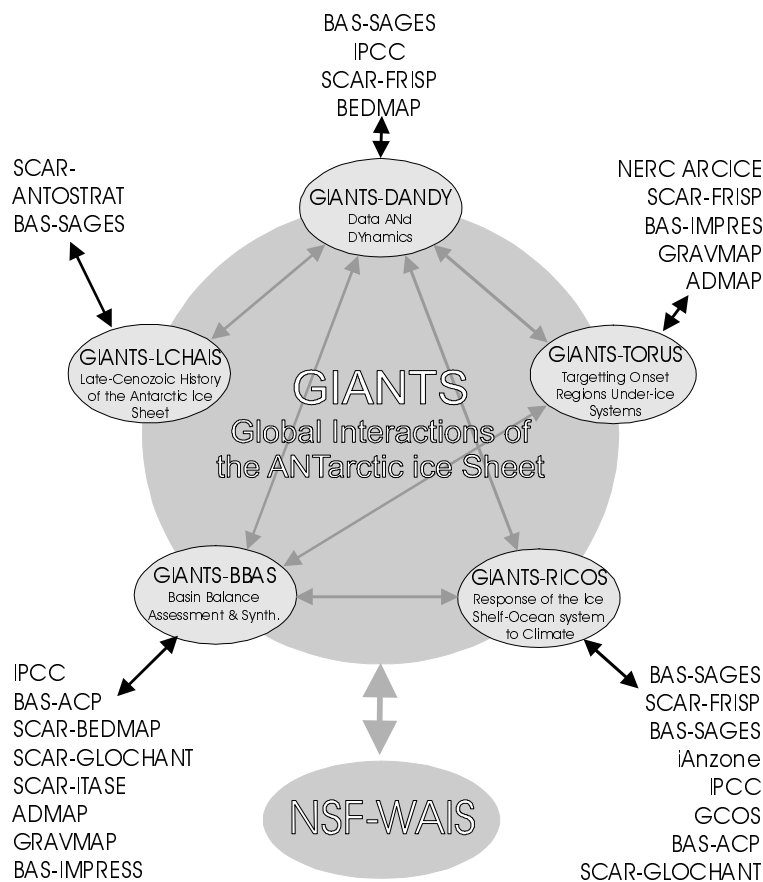 BAS-SAGES
IPCC
SCAR-FRISP
BEDMAP
SCAR-
ANTOSTRAT
BAS-SAGES
NERC ARCICE
SCAR-FRISP
BAS-IMPRES
GRAVMAP
ADMAP
GIANTS-DANDY
Data ANd
DYnamics
GIANTS-LCHAIS
Late-Cenozoic History
of the Antarctic Ice
Sheet
GIANTS-TORUS
Targetting Onset
Regions Under-ice
Systems
GIANTS
Global Interactions of
the ANTarctic ice Sheet
GIANTS-BBAS
Basin Balance
Assessment & Synth.
GIANTS-RICOS
Response of the Ice
Shelf-Ocean system
to Climate
IPCC
BAS-ACP
SCAR-BEDMAP
SCAR-GLOCHANT
SCAR-ITASE
ADMAP
GRAVMAP
BAS-IMPRESS
BAS-SAGES
SCAR-FRISP
BAS-SAGES
iAnzone
IPCC
GCOS
BAS-ACP
SCAR-GLOCHANT
NSF-WAIS